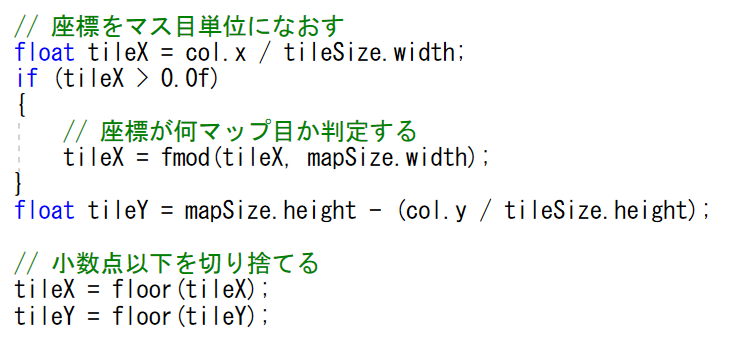 // 座標をマス目単位になおす
float tileX = col.x / tileSize.width;
if (tileX > 0.0f)
{
    // 座標が何マップ目か判定する
    tileX = fmod(tileX, mapSize.width);
}
float tileY = mapSize.height - (col.y / tileSize.height);

// 小数点以下を切り捨てる
tileX = floor(tileX);
tileY = floor(tileY);